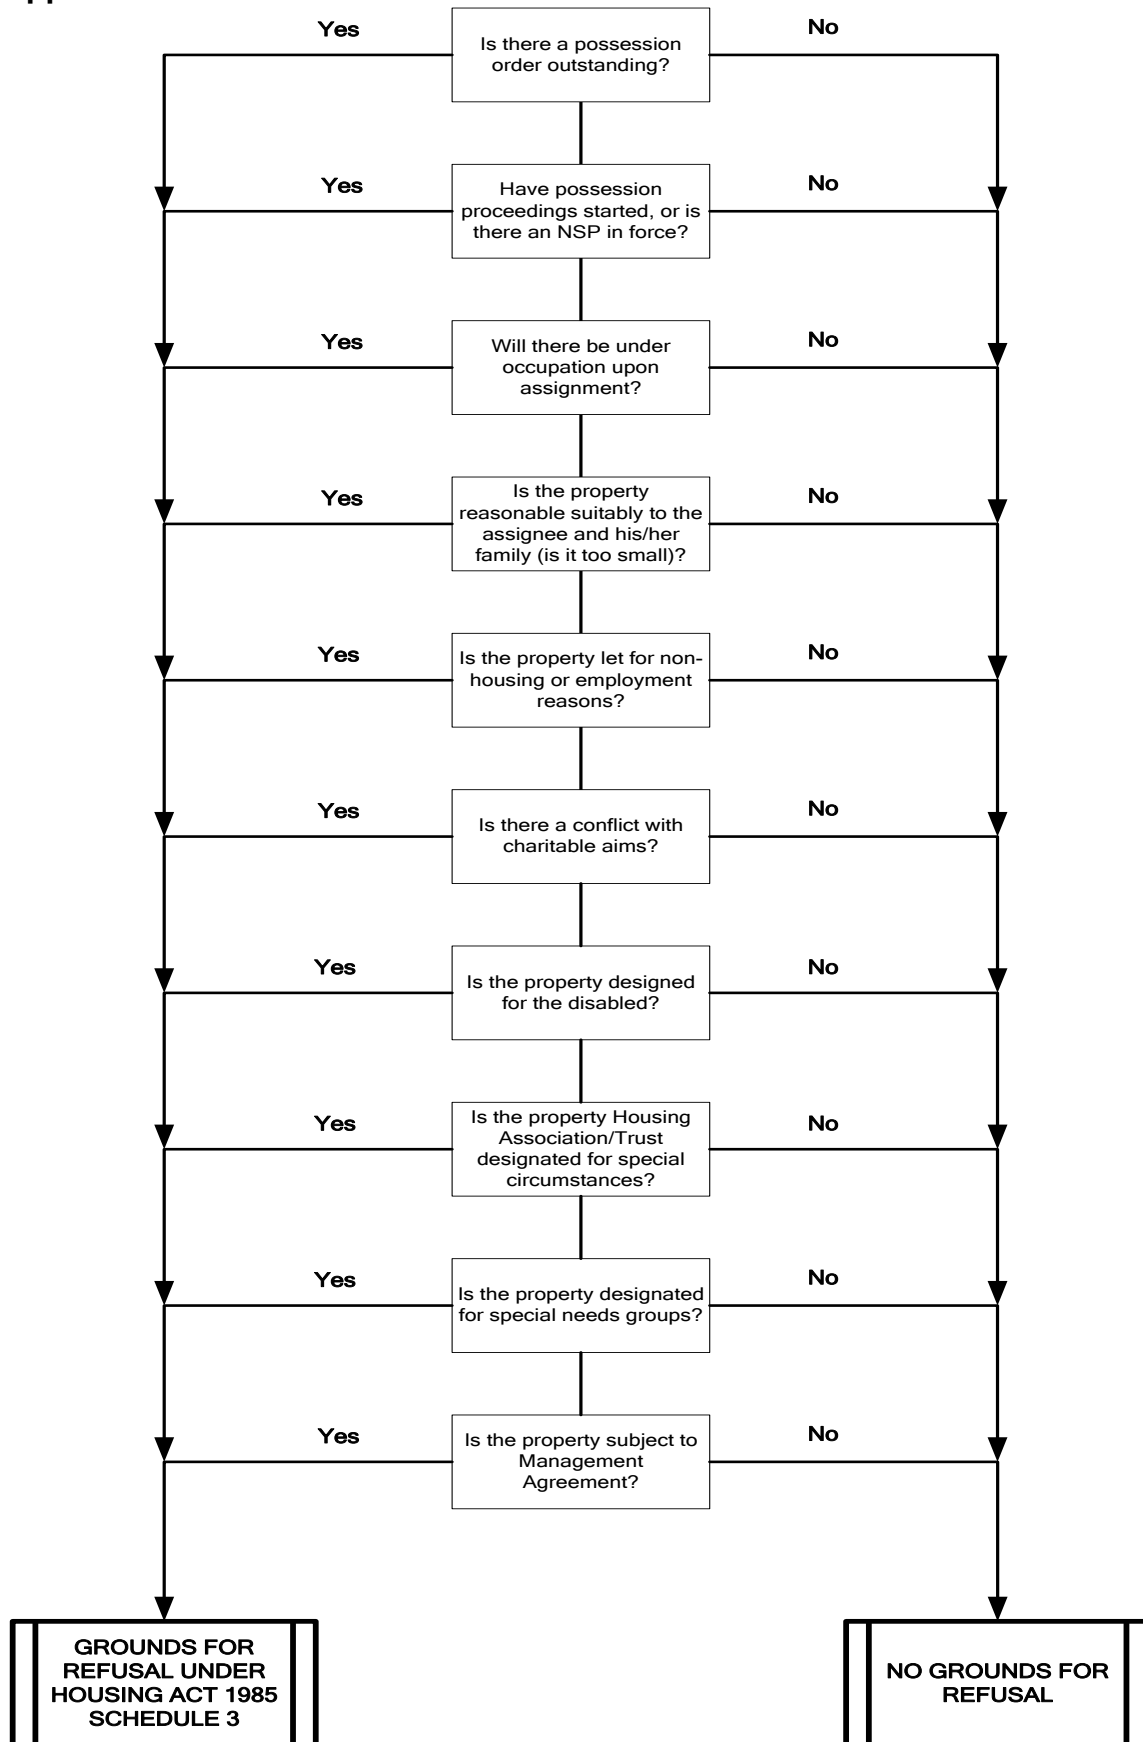 Yes
No
Is there a possession
order outstanding?
Yes
No
Have possession
proceedings started, or is
there an NSP in force?
Yes
No
Will there be under
occupation upon
assignment?
Yes
No
Is the property
reasonable suitably to the
assignee and his/her
family (is it too small)?
Yes
No
Is the property let for non-
housing or employment
reasons?
Yes
No
Is there a conflict with
charitable aims?
Yes
No
Is the property designed
for the disabled?
Yes
No
Is the property Housing
Association/Trust
designated for special
circumstances?
Yes
No
Is the property designated
for special needs groups?
Yes
No
Is the property subject to
Management
Agreement?
GROUNDS FOR
REFUSAL UNDER
HOUSING ACT 1985
SCHEDULE 3
NO GROUNDS FOR
REFUSAL